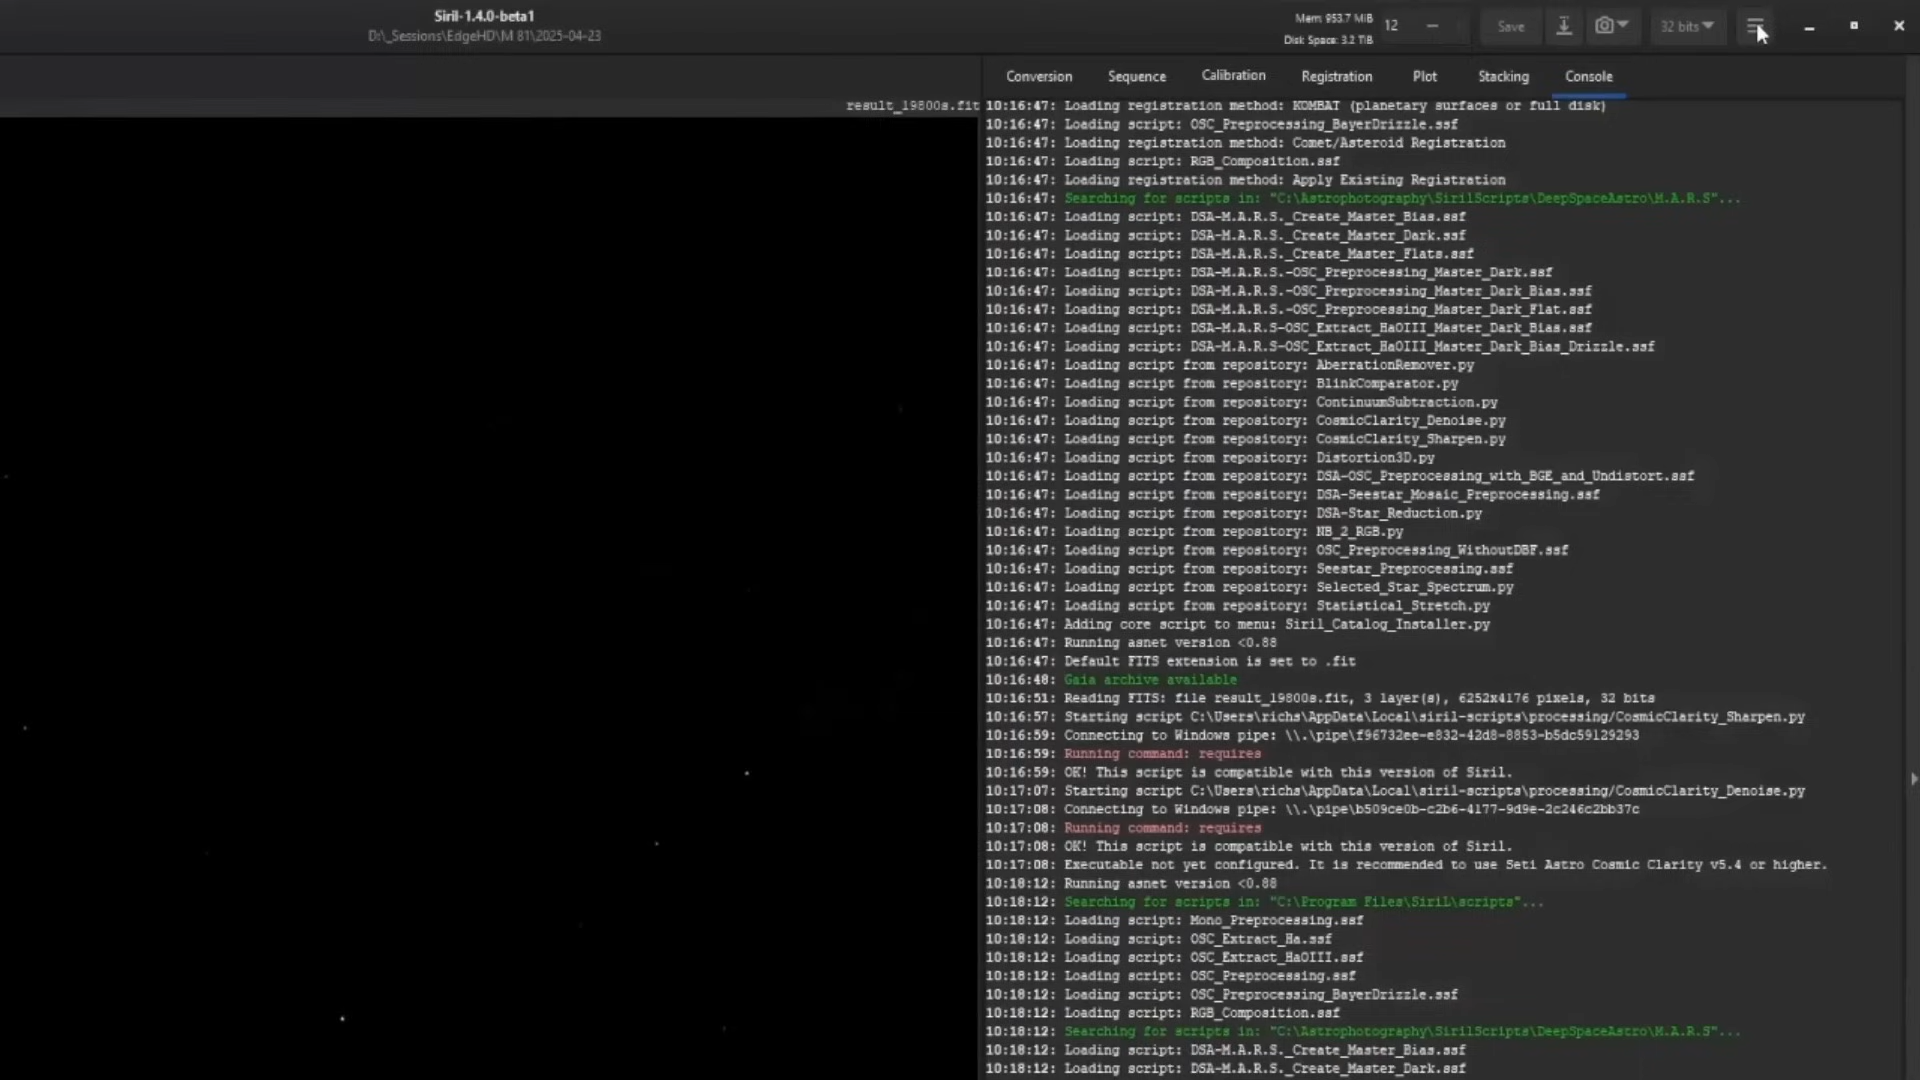 Siril-1.4.0-beta1
D:\_Sessions\EdgeHD\M 81\2025-04-23
Mem: 953.7 MiB
Disk Space: 3.2 TiB
12
Save
32 bits
Conversion
Sequence
Calibration
Registration
Plot
Stacking
Console
result_19800s.fit
10:16:47: Loading registration method: KOMBAT (planetary surfaces or full disk)
10:16:47: Loading script: OSC_Preprocessing_BayerDrizzle.ssf
10:16:47: Loading registration method: Comet/Asteroid Registration
10:16:47: Loading script: RGB_Composition.ssf
10:16:47: Loading registration method: Apply Existing Registration
10:16:47: Searching for scripts in: "C:\Astrophotography\SirilScripts\DeepSpaceAstro\M.A.R.S"...
10:16:47: Loading script: DSA-M.A.R.S._Create_Master_Bias.ssf
10:16:47: Loading script: DSA-M.A.R.S._Create_Master_Dark.ssf
10:16:47: Loading script: DSA-M.A.R.S._Create_Master_Flats.ssf
10:16:47: Loading script: DSA-M.A.R.S.-OSC_Preprocessing_Master_Dark.ssf
10:16:47: Loading script: DSA-M.A.R.S.-OSC_Preprocessing_Master_Dark_Bias.ssf
10:16:47: Loading script: DSA-M.A.R.S.-OSC_Preprocessing_Master_Dark_Flat.ssf
10:16:47: Loading script: DSA-M.A.R.S-OSC_Extract_HaOIII_Master_Dark_Bias.ssf
10:16:47: Loading script: DSA-M.A.R.S-OSC_Extract_HaOIII_Master_Dark_Bias_Drizzle.ssf
10:16:47: Loading script from repository: AberrationRemover.py
10:16:47: Loading script from repository: BlinkComparator.py
10:16:47: Loading script from repository: ContinuumSubtraction.py
10:16:47: Loading script from repository: CosmicClarity_Denoise.py
10:16:47: Loading script from repository: CosmicClarity_Sharpen.py
10:16:47: Loading script from repository: Distortion3D.py
10:16:47: Loading script from repository: DSA-OSC_Preprocessing_with_BGE_and_Undistort.ssf
10:16:47: Loading script from repository: DSA-Seestar_Mosaic_Preprocessing.ssf
10:16:47: Loading script from repository: DSA-Star_Reduction.py
10:16:47: Loading script from repository: NB_2_RGB.py
10:16:47: Loading script from repository: OSC_Preprocessing_WithoutDBF.ssf
10:16:47: Loading script from repository: Seestar_Preprocessing.ssf
10:16:47: Loading script from repository: Selected_Star_Spectrum.py
10:16:47: Loading script from repository: Statistical_Stretch.py
10:16:47: Adding core script to menu: Siril_Catalog_Installer.py
10:16:47: Running asnet version <0.88
10:16:47: Default FITS extension is set to .fit
10:16:48: Gaia archive available
10:16:51: Reading FITS: file result_19800s.fit, 3 layer(s), 6252x4176 pixels, 32 bits
10:16:57: Starting script C:\Users\richs\AppData\Local\siril-scripts\processing/CosmicClarity_Sharpen.py
10:16:59: Connecting to Windows pipe: \\.\pipe\f96732ee-e832-42d8-8853-b5dc59129293
10:16:59: Running command: requires
10:16:59: OK! This script is compatible with this version of Siril.
10:17:07: Starting script C:\Users\richs\AppData\Local\siril-scripts\processing/CosmicClarity_Denoise.py
10:17:08: Connecting to Windows pipe: \\.\pipe\b509ce0b-c2b6-4177-9d9e-2c246c2bb37c
10:17:08: Running command: requires
10:17:08: OK! This script is compatible with this version of Siril.
10:17:08: Executable not yet configured. It is recommended to use Seti Astro Cosmic Clarity v5.4 or higher.
10:18:12: Running asnet version <0.88
10:18:12: Searching for scripts in: "C:\Program Files\SiriL\scripts"...
10:18:12: Loading script: Mono_Preprocessing.ssf
10:18:12: Loading script: OSC_Extract_Ha.ssf
10:18:12: Loading script: OSC_Extract_HaOIII.ssf
10:18:12: Loading script: OSC_Preprocessing.ssf
10:18:12: Loading script: OSC_Preprocessing_BayerDrizzle.ssf
10:18:12: Loading script: RGB_Composition.ssf
10:18:12: Searching for scripts in: "C:\Astrophotography\SirilScripts\DeepSpaceAstro\M.A.R.S"...
10:18:12: Loading script: DSA-M.A.R.S._Create_Master_Bias.ssf
10:18:12: Loading script: DSA-M.A.R.S._Create_Master_Dark.ssf